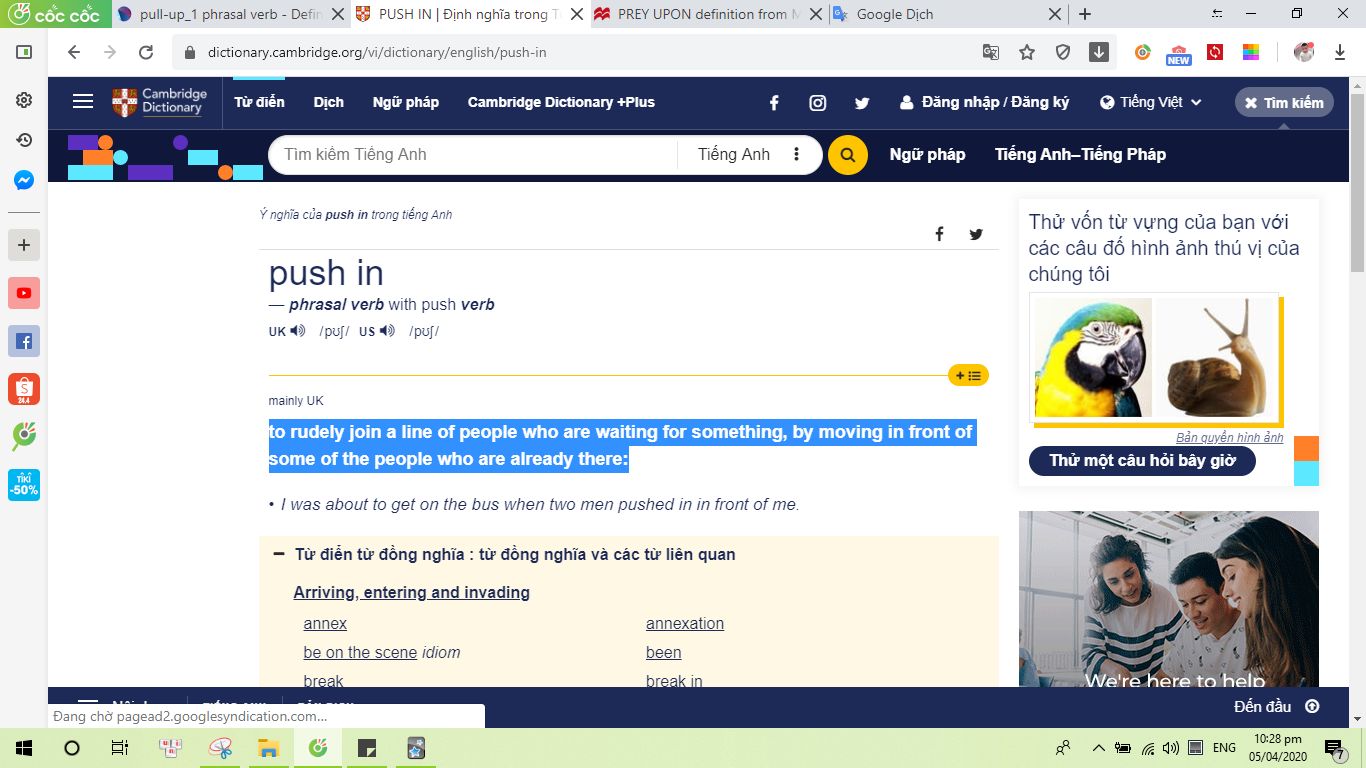 cốc cốc
pull-up_1 phrasal verb - Defin
PUSH IN | Định nghĩa trong T
PREY UPON definition from M
Google Dịch
dictionary.cambridge.org/vi/dictionary/english/push-in
NEW
Cambridge
Dictionary
Từ điển
Dịch
Ngữ pháp
Cambridge Dictionary +Plus
Đăng nhập / Đăng ký
Tiếng Việt
Tìm kiếm
Tìm kiếm Tiếng Anh
Tiếng Anh
Ngữ pháp
Tiếng Anh–Tiếng Pháp
Ý nghĩa của push in trong tiếng Anh
push in
— phrasal verb with push verb
UK /pʊʃ/ US /pʊʃ/
mainly UK
to rudely join a line of people who are waiting for something, by moving in front of
some of the people who are already there:
• I was about to get on the bus when two men pushed in in front of me.
Từ điển từ đồng nghĩa : từ đồng nghĩa và các từ liên quan
Arriving, entering and invading
annex
annexation
be on the scene idiom
been
break
break in
Thử vốn từ vựng của bạn với
các câu đố hình ảnh thú vị của
chúng tôi
Bản quyền hình ảnh
Thử một câu hỏi bây giờ
We're here to help
Đến đầu
24.4
TIKI
-50%
Đang chờ pagead2.googlesyndication.com...
ENG
10:28 pm
05/04/2020
7